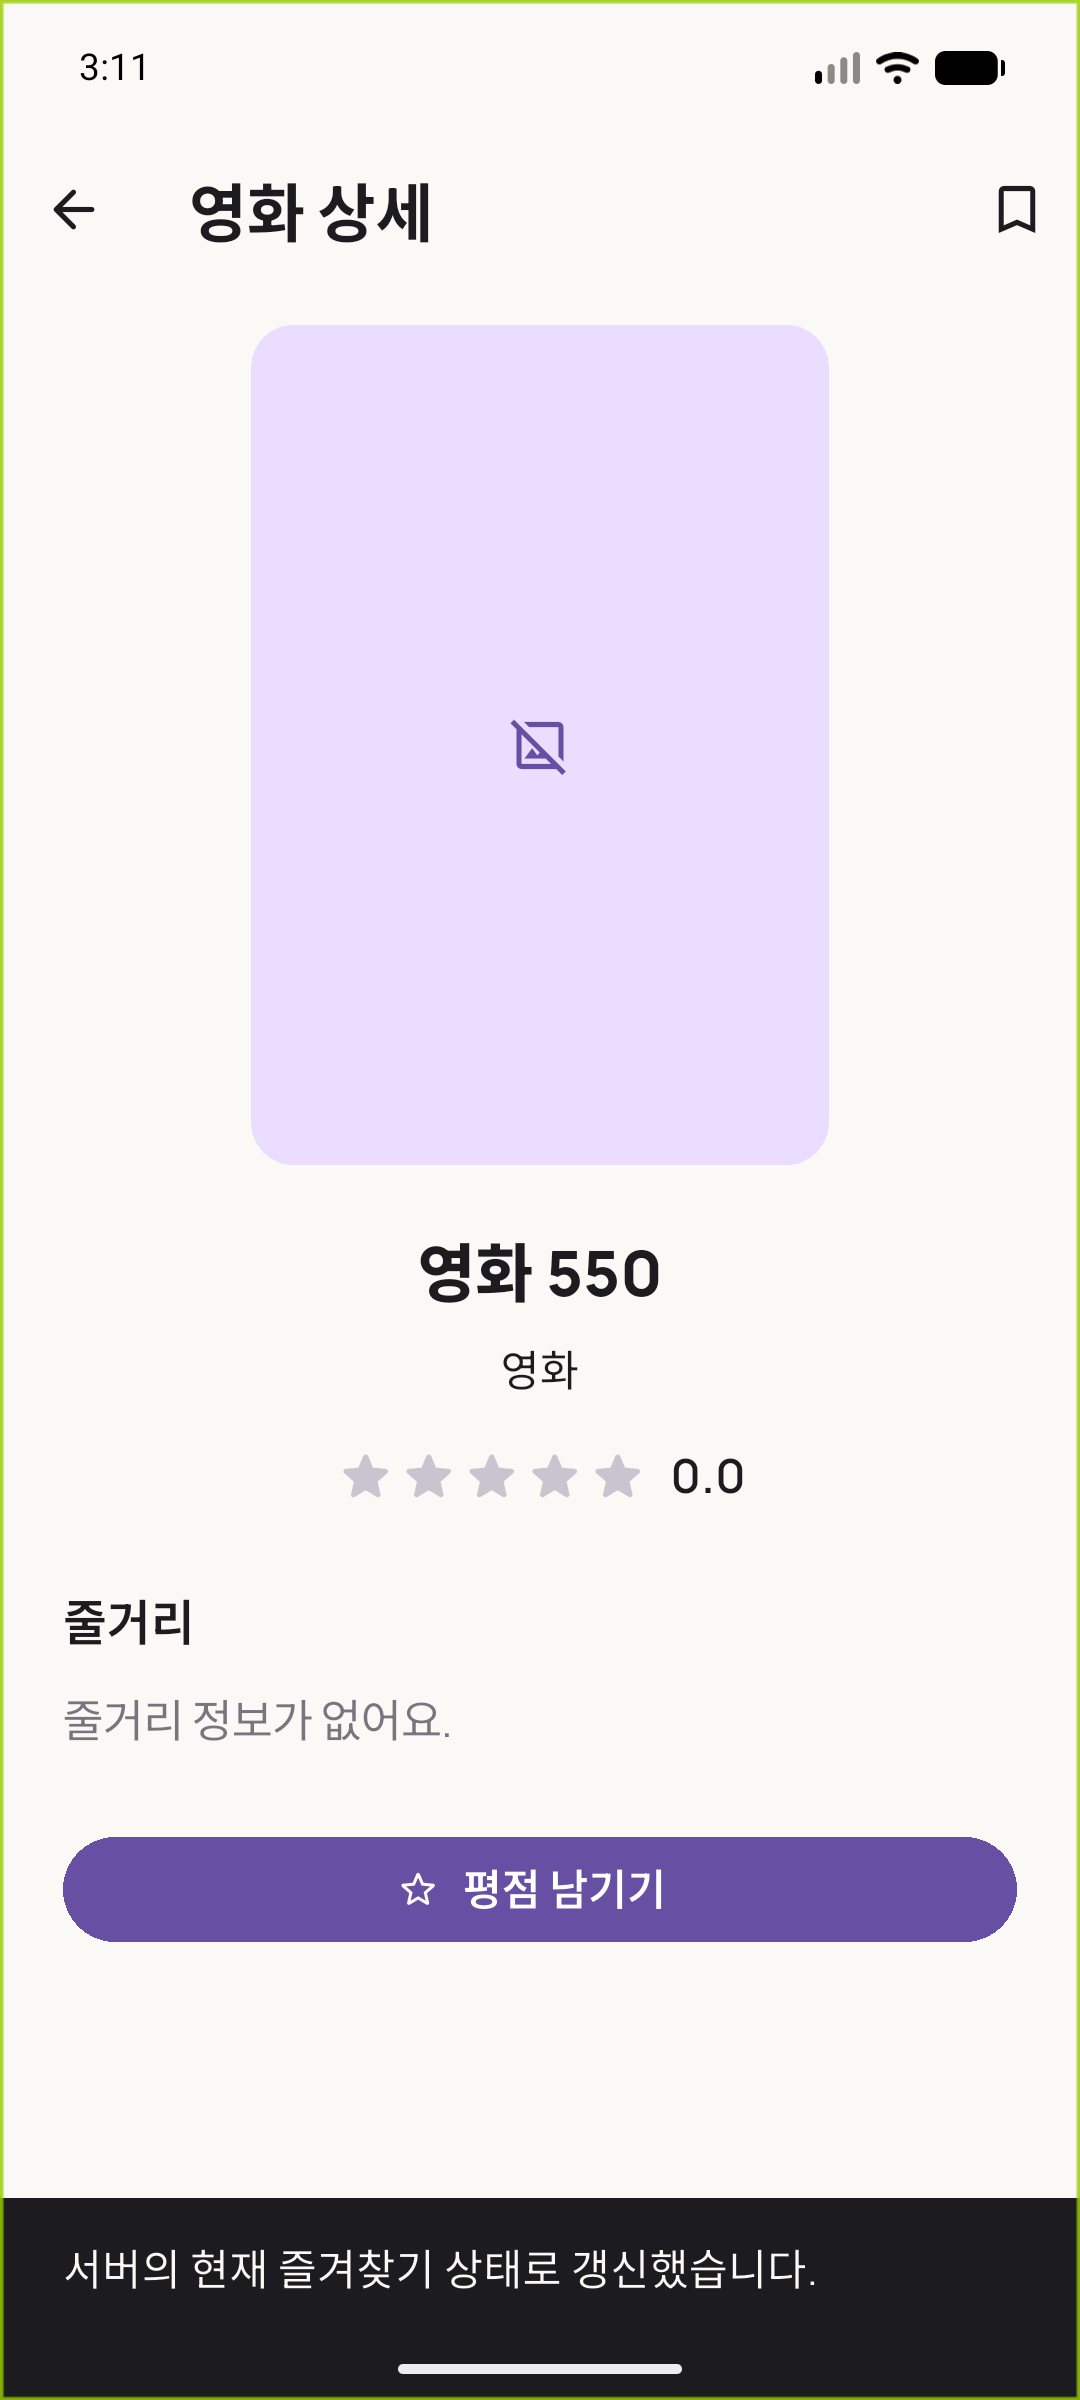 3:11
영화 상세
영화 550
영화
0.0
줄거리
줄거리 정보가 없어요.
평점 남기기
서버의 현재 즐겨찾기 상태로 갱신했습니다.